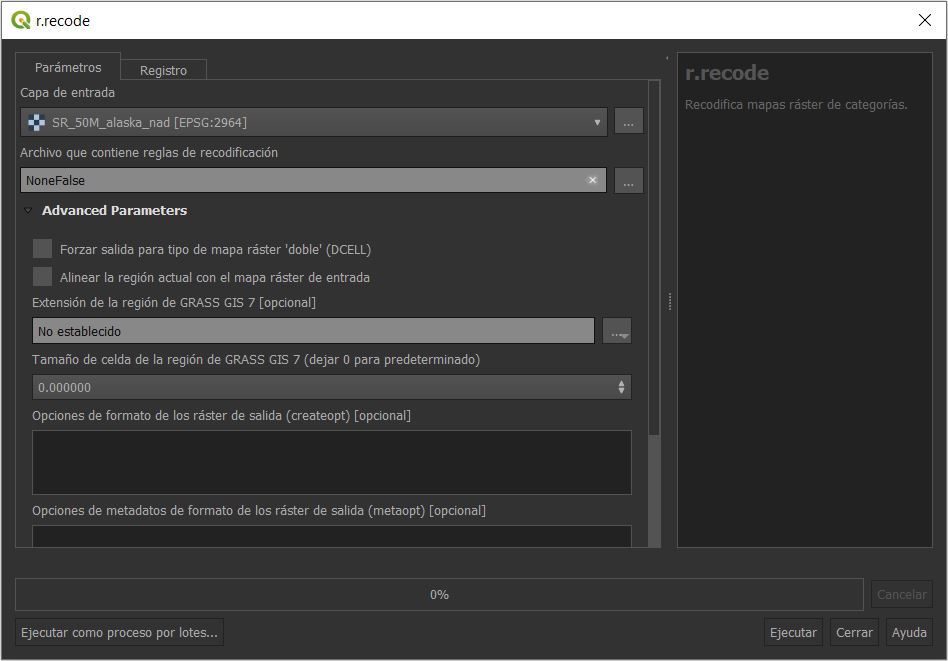 r.recode
Parámetros
Registro
Capa de entrada
SR_50M_alaska_nad [EPSG:2964]
...
Archivo que contiene reglas de recodificación
NoneFalse
...
Advanced Parameters
Forzar salida para tipo de mapa ráster 'doble' (DCELL)
Alinear la región actual con el mapa ráster de entrada
Extensión de la región de GRASS GIS 7 [opcional]
No establecido
...
Tamaño de celda de la región de GRASS GIS 7 (dejar 0 para predeterminado)
0.000000
Opciones de formato de los ráster de salida (createopt) [opcional]
Opciones de metadatos de formato de los ráster de salida (metaopt) [opcional]
r.recode
Recodifica mapas ráster de categorías.
0%
Cancelar
Ejecutar como proceso por lotes...
Ejecutar
Cerrar
Ayuda